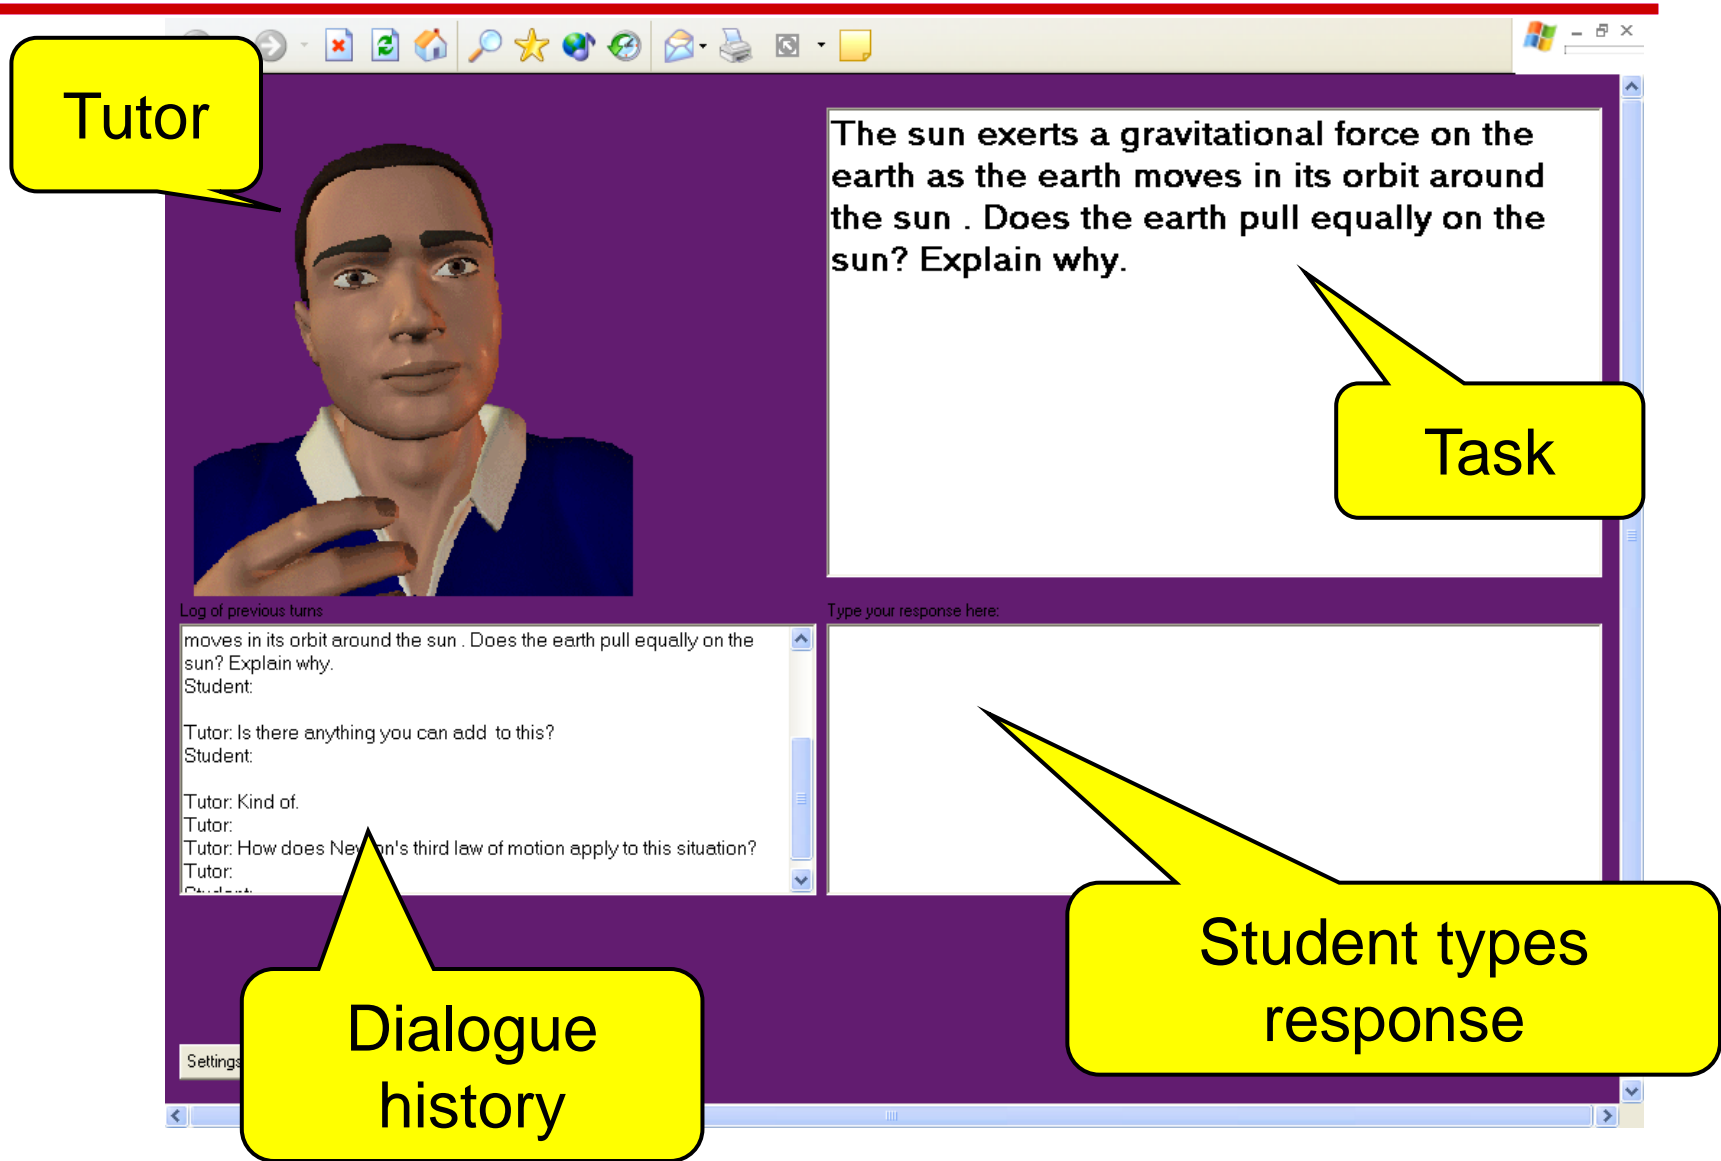 Tutor
The sun exerts a gravitational force on the
earth as the earth moves in its orbit around
the sun . Does the earth pull equally on the
sun? Explain why.
Task
Log of previous turns
moves in its orbit around the sun . Does the earth pull equally on the
sun? Explain why.
Student:
Tutor: Is there anything you can add to this?
Student:
Tutor: Kind of.
Tutor:
Tutor: How does Newton's third law of motion apply to this situation?
Tutor:
Student:
Type your response here:
Student types
response
Dialogue
history
Settings